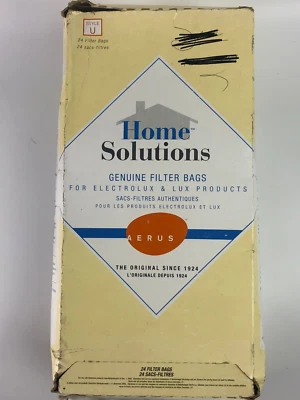 STYLE
U
24 Filter Bags
24 sacs-filtres
Home™
Solutions
GENUINE FILTER BAGS
FOR ELECTROLUX & LUX PRODUCTS
SACS-FILTRES AUTHENTIQUES
POUR LES PRODUITS ELECTROLUX ET LUX
AERUS
THE ORIGINAL SINCE 1924
L'ORIGINALE DEPUIS 1924
24 FILTER BAGS
24 SACS-FILTRES